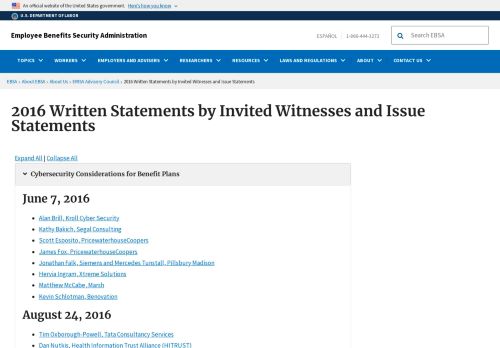 An official website of the United States government. Here's how you know
U.S. DEPARTMENT OF LABOR
Employee Benefits Security Administration
ESPAÑOL | 1-866-444-3272
Search EBSA
TOPICS WORKERS EMPLOYERS AND ADVISERS RESEARCHERS RESOURCES LAWS AND REGULATIONS ABOUT CONTACT US
EBSA › About EBSA › About Us › ERISA Advisory Council › 2016 Written Statements by Invited Witnesses and Issue Statements
2016 Written Statements by Invited Witnesses and Issue
Statements
Expand All | Collapse All
Cybersecurity Considerations for Benefit Plans
June 7, 2016
Alan Brill, Kroll Cyber Security
Kathy Bakich, Segal Consulting
Scott Esposito, PricewaterhouseCoopers
James Fox, PricewaterhouseCoopers
Jonathan Falk, Siemens and Mercedes Tunstall, Pillsbury Madison
Hervia Ingram, Xtreme Solutions
Matthew McCabe, Marsh
Kevin Schlotman, Benovation
August 24, 2016
Tim Oxborough-Powell, Tata Consultancy Services
Dan Nutkis, Health Information Trust Alliance (HITRUST)